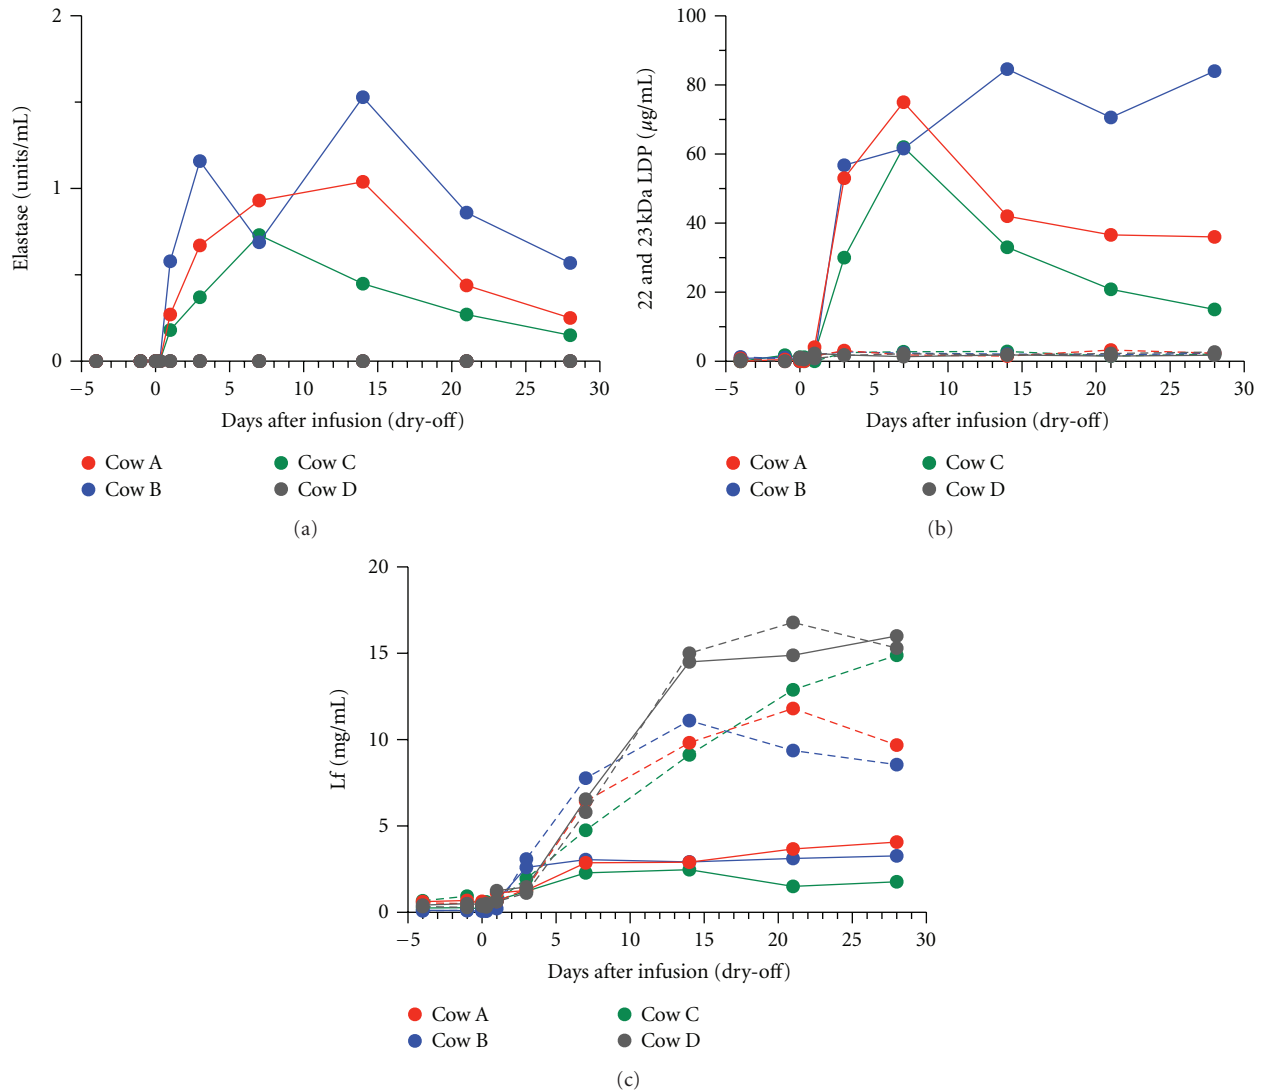 2
1
0
Elastase (units/mL)
−5 0 5 10 15 20 25 30
Days after infusion (dry-off)
Cow A Cow C
Cow B Cow D
(a)
100
80
60
40
20
0
22 and 23 kDa LDP (µg/mL)
−5 0 5 10 15 20 25 30
Days after infusion (dry-off)
Cow A Cow C
Cow B Cow D
(b)
20
15
10
5
0
Lf (mg/mL)
−5 0 5 10 15 20 25 30
Days after infusion (dry-off)
Cow A Cow C
Cow B Cow D
(c)